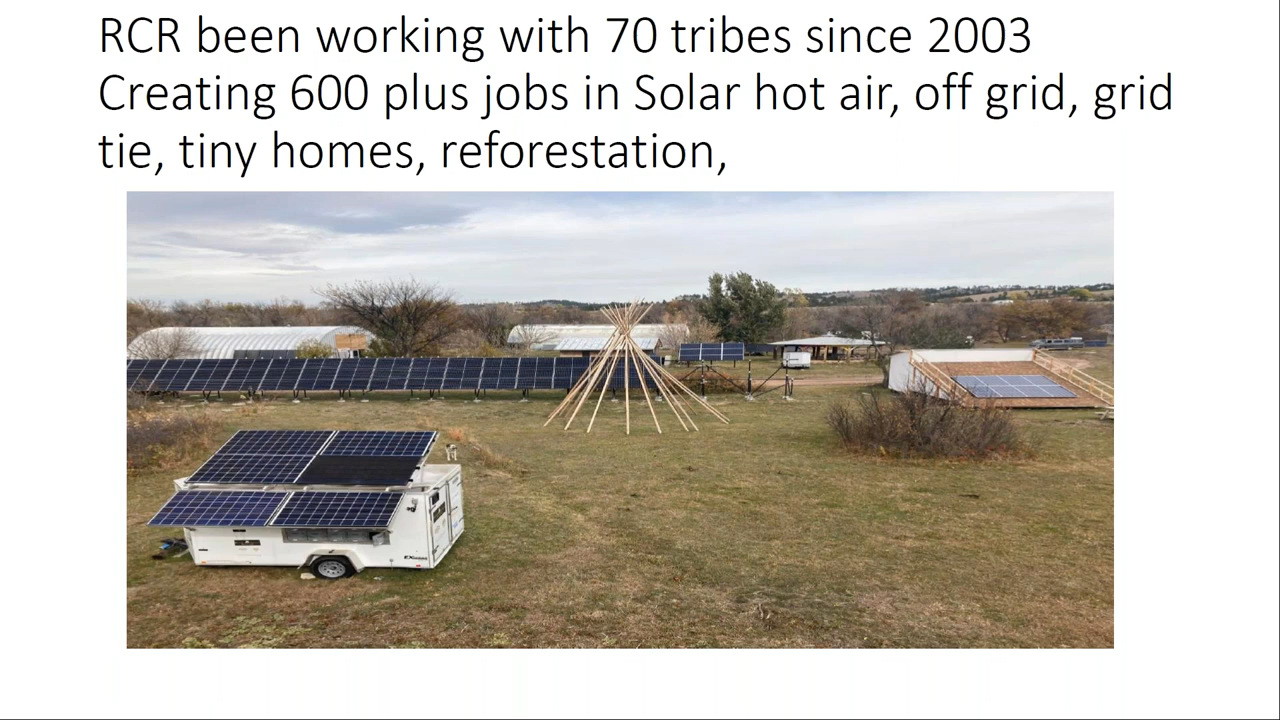 RCR been working with 70 tribes since 2003
Creating 600 plus jobs in Solar hot air, off grid, grid
tie, tiny homes, reforestation,